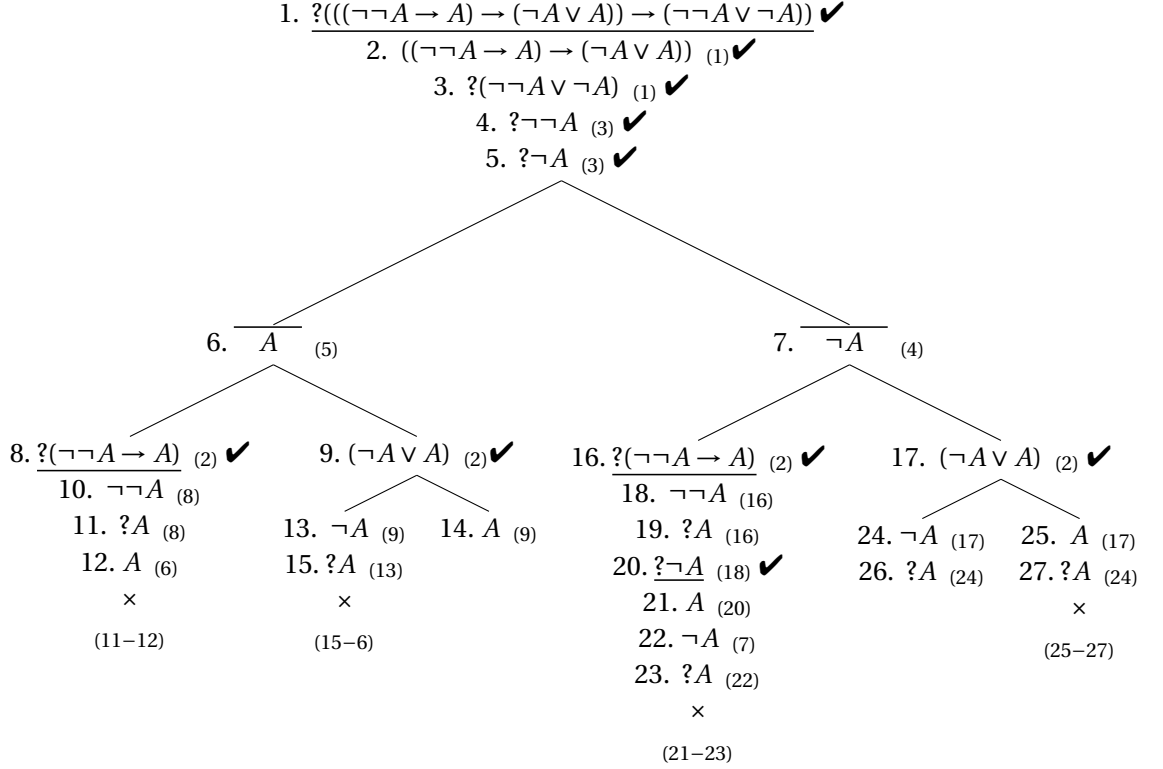 1. ?(((¬¬A → A) → (¬A ∨ A)) → (¬¬A ∨ ¬A)) ✔
2. ((¬¬A → A) → (¬A ∨ A)) (1) ✔
3. ?(¬¬A ∨ ¬A) (1) ✔
4. ?¬¬A (3) ✔
5. ?¬A (3) ✔
6. A (5)
7. ¬A (4)
8. ?(¬¬A → A) (2) ✔
9. (¬A ∨ A) (2) ✔
16. ?(¬¬A → A) (2) ✔
17. (¬A ∨ A) (2) ✔
10. ¬¬A (8)
11. ?A (8)
12. A (6)
×
(11−12)
13. ¬A (9)
14. A (9)
15. ?A (13)
×
(15−6)
18. ¬¬A (16)
19. ?A (16)
20. ?¬A (18) ✔
21. A (20)
22. ¬A (7)
23. ?A (22)
×
(21−23)
24. ¬A (17)
25. A (17)
26. ?A (24)
27. ?A (24)
×
(25−27)